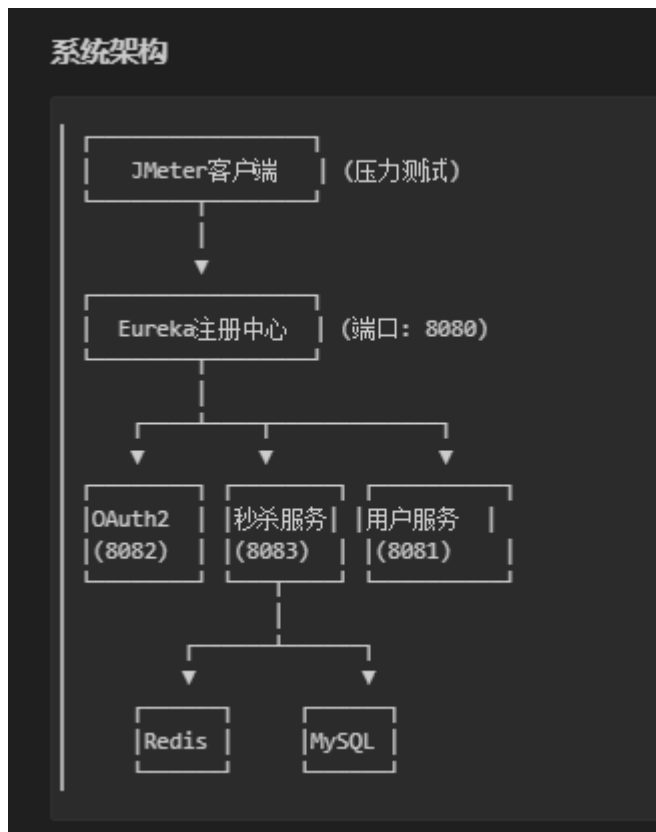 系统架构
JMeter客户端 (压力测试)
Eureka注册中心 (端口: 8080)
OAuth2 秒杀服务 用户服务
(8082) (8083) (8081)
Redis MySQL